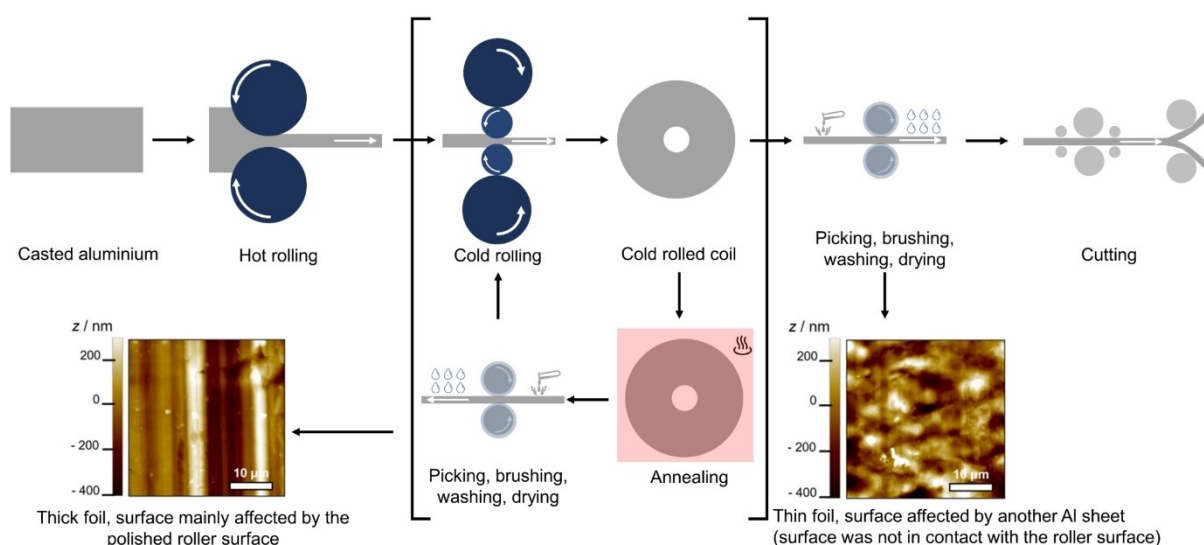 Casted aluminium
Hot rolling
Cold rolling
Cold rolled coil
Picking, brushing,
washing, drying
Cutting
z / nm
200
0
- 200
- 400
10 µm
Thick foil, surface mainly affected by the
polished roller surface
Picking, brushing,
washing, drying
Annealing
z / nm
200
0
- 200
- 400
10 µm
Thin foil, surface affected by another Al sheet
(surface was not in contact with the roller surface)